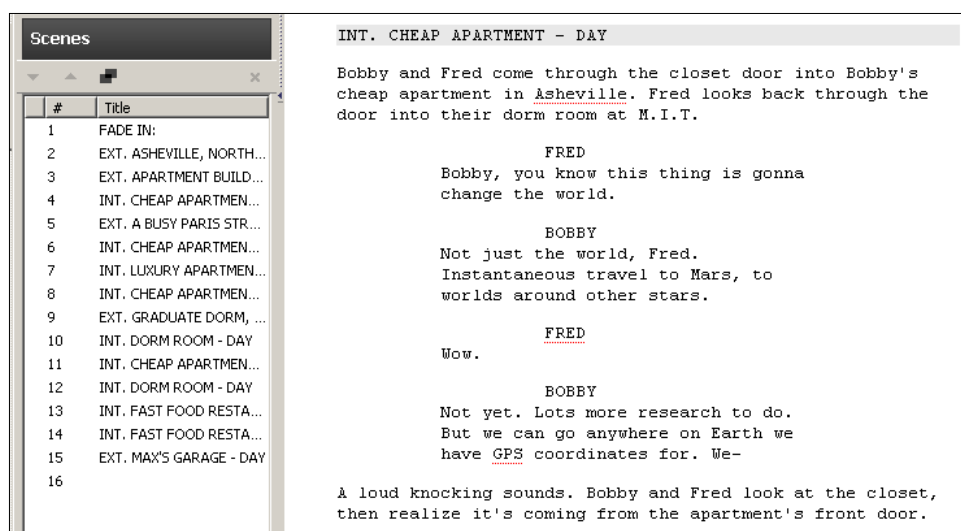 Scenes
# Title
1 FADE IN:
2 EXT. ASHEVILLE, NORTH...
3 EXT. APARTMENT BUILD...
4 INT. CHEAP APARTMEN...
5 EXT. A BUSY PARIS STR...
6 INT. CHEAP APARTMEN...
7 INT. LUXURY APARTMEN...
8 INT. CHEAP APARTMEN...
9 EXT. GRADUATE DORM, ...
10 INT. DORM ROOM - DAY
11 INT. CHEAP APARTMEN...
12 INT. DORM ROOM - DAY
13 INT. FAST FOOD RESTA...
14 INT. FAST FOOD RESTA...
15 EXT. MAX'S GARAGE - DAY
16
INT. CHEAP APARTMENT - DAY
Bobby and Fred come through the closet door into Bobby's
cheap apartment in Asheville. Fred looks back through the
door into their dorm room at M.I.T.
FRED
Bobby, you know this thing is gonna
change the world.
BOBBY
Not just the world, Fred.
Instantaneous travel to Mars, to
worlds around other stars.
FRED
Wow.
BOBBY
Not yet. Lots more research to do.
But we can go anywhere on Earth we
have GPS coordinates for. We-
A loud knocking sounds. Bobby and Fred look at the closet,
then realize it's coming from the apartment's front door.